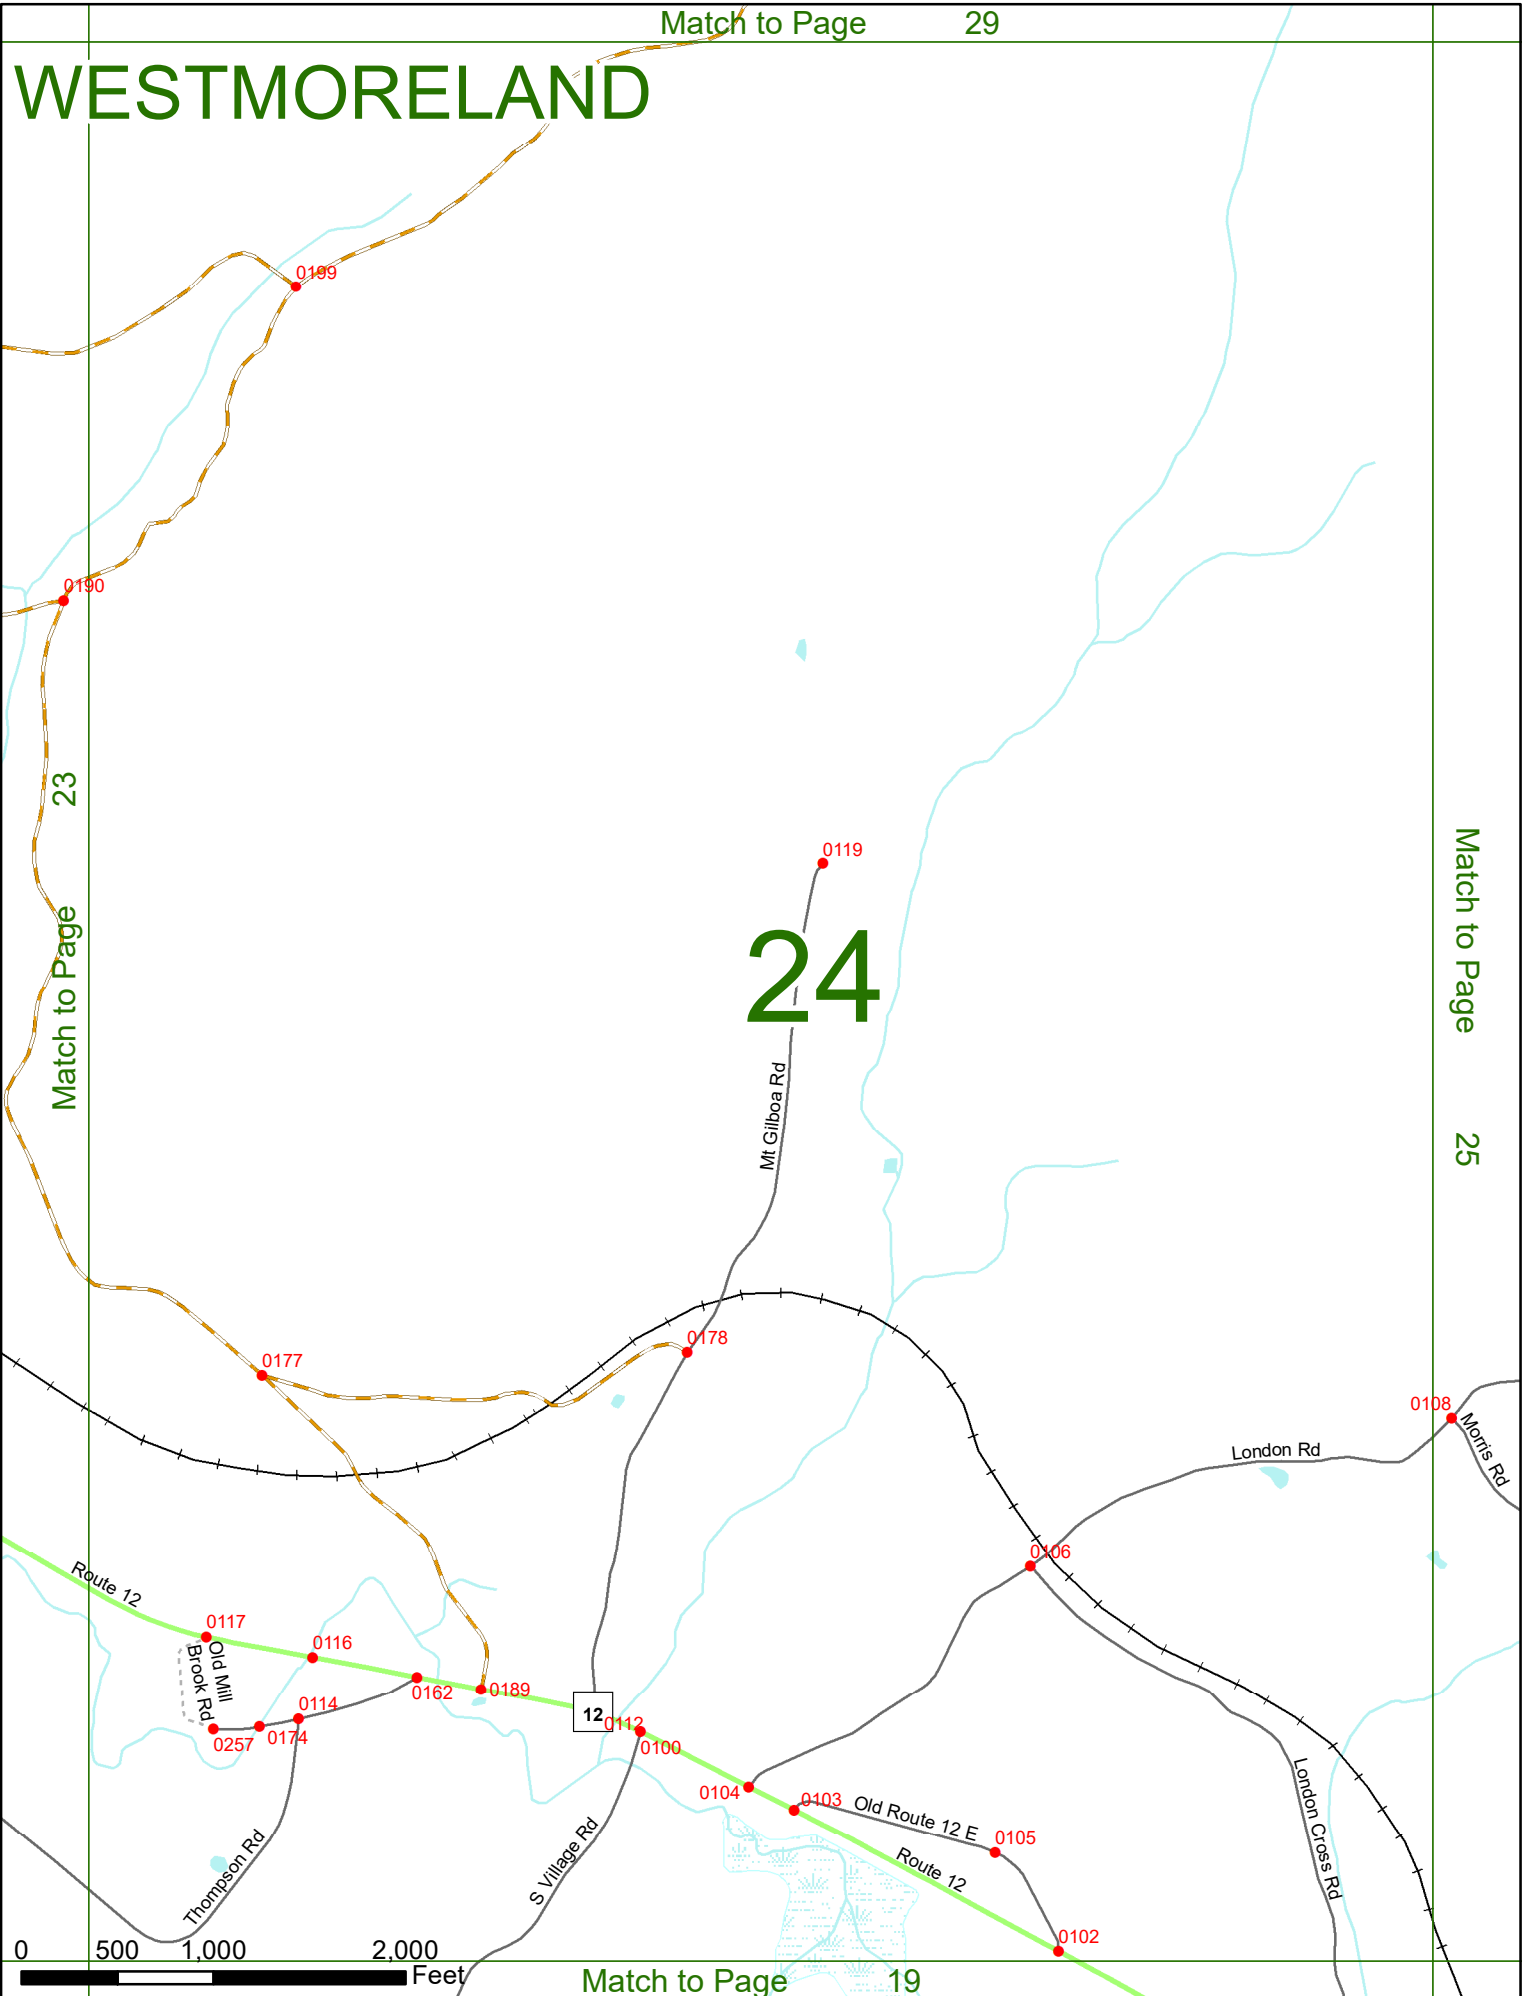 Match to Page 29
WESTMORELAND
0199
0190
23
Match to Page
0119
24
Match to Page
25
Mt Gilboa Rd
0178
0177
0108
Morris Rd
London Rd
0106
Route 12
0117
0116
Old Mill
Brook Rd
0162
0189
0114
0174
0257
12
0112
0100
0104
0103
Old Route 12 E
0105
Route 12
London Cross Rd
S Village Rd
Thompson Rd
0102
0 500 1,000 2,000
Feet
Match to Page 19